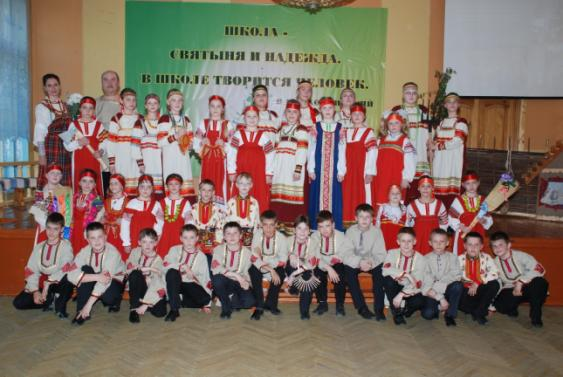 ШКОЛА -
СВЯТЫНЯ И НАДЕЖДА.
В ШКОЛЕ ТВОРИТСЯ ЧЕЛОВЕК.